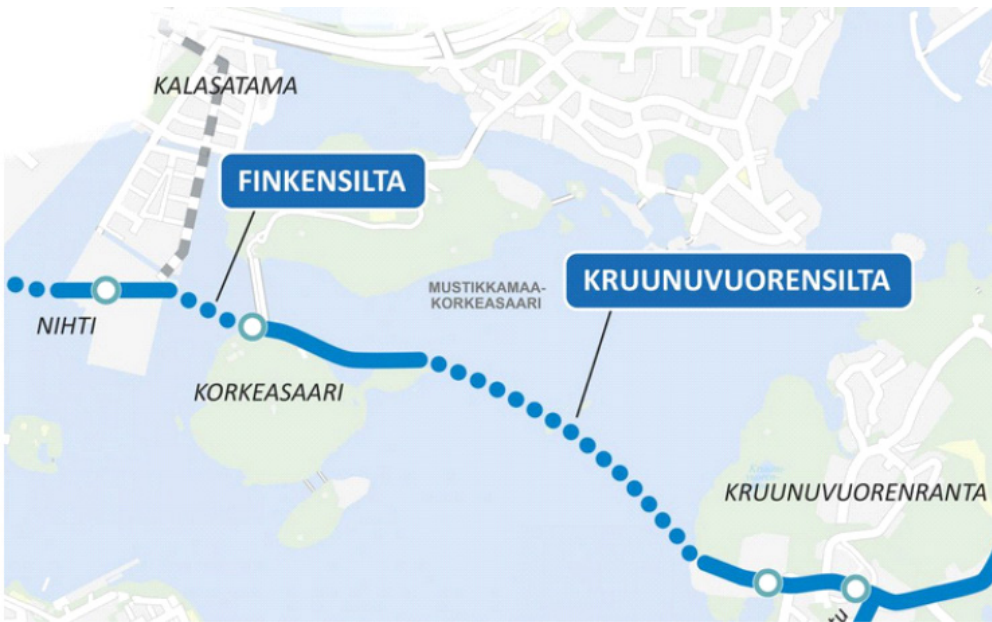 KALASATAMA
FINKENSILTA
MUSTIKKAMAA-
KORKEASAARI
KRUUNUVUORENSILTA
NIHTI
KORKEASAARI
KRUUNUVUORENRANTA